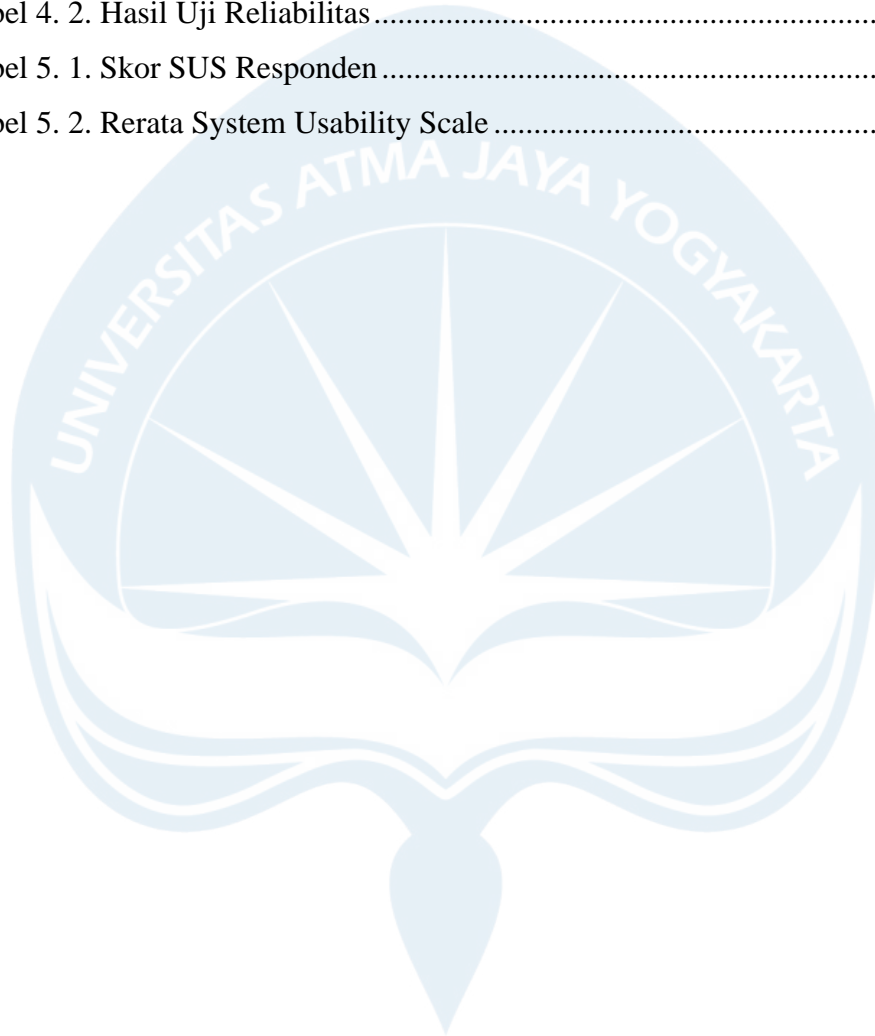 bel 4. 2. Hasil Uji Reliabilitas..............................................................
bel 5. 1. Skor SUS Responden.............................................................
bel 5. 2. Rerata System Usability Scale ...............................................
UNIVERSITAS ATMA JAYA YOGYAKARTA